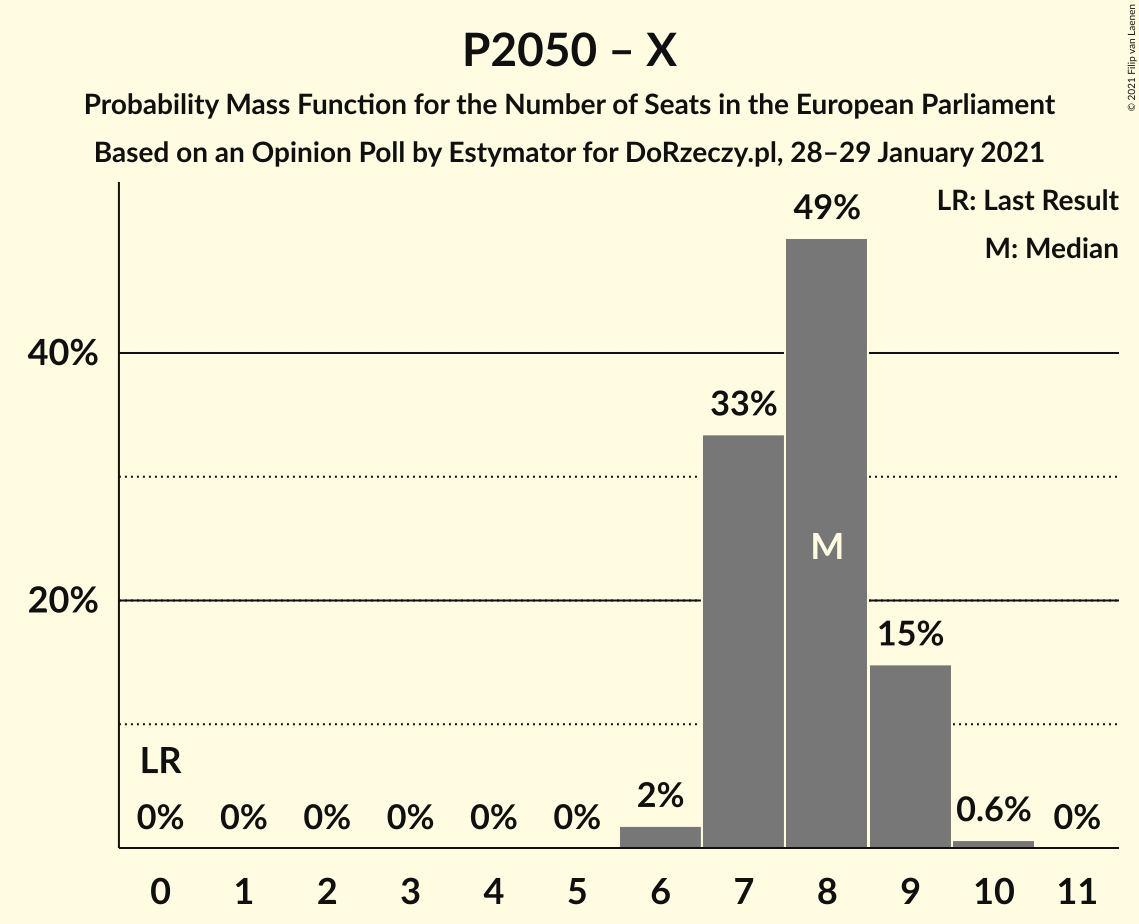 P2050 – X
Probability Mass Function for the Number of Seats in the European Parliament
Based on an Opinion Poll by Estymator for DoRzeczy.pl, 28–29 January 2021
© 2021 Filip van Laenen
LR: Last Result
M: Median
49%
40%
33%
M
20%
15%
LR
0% 0% 0% 0% 0% 0% 2% 0.6% 0%
0 1 2 3 4 5 6 7 8 9 10 11